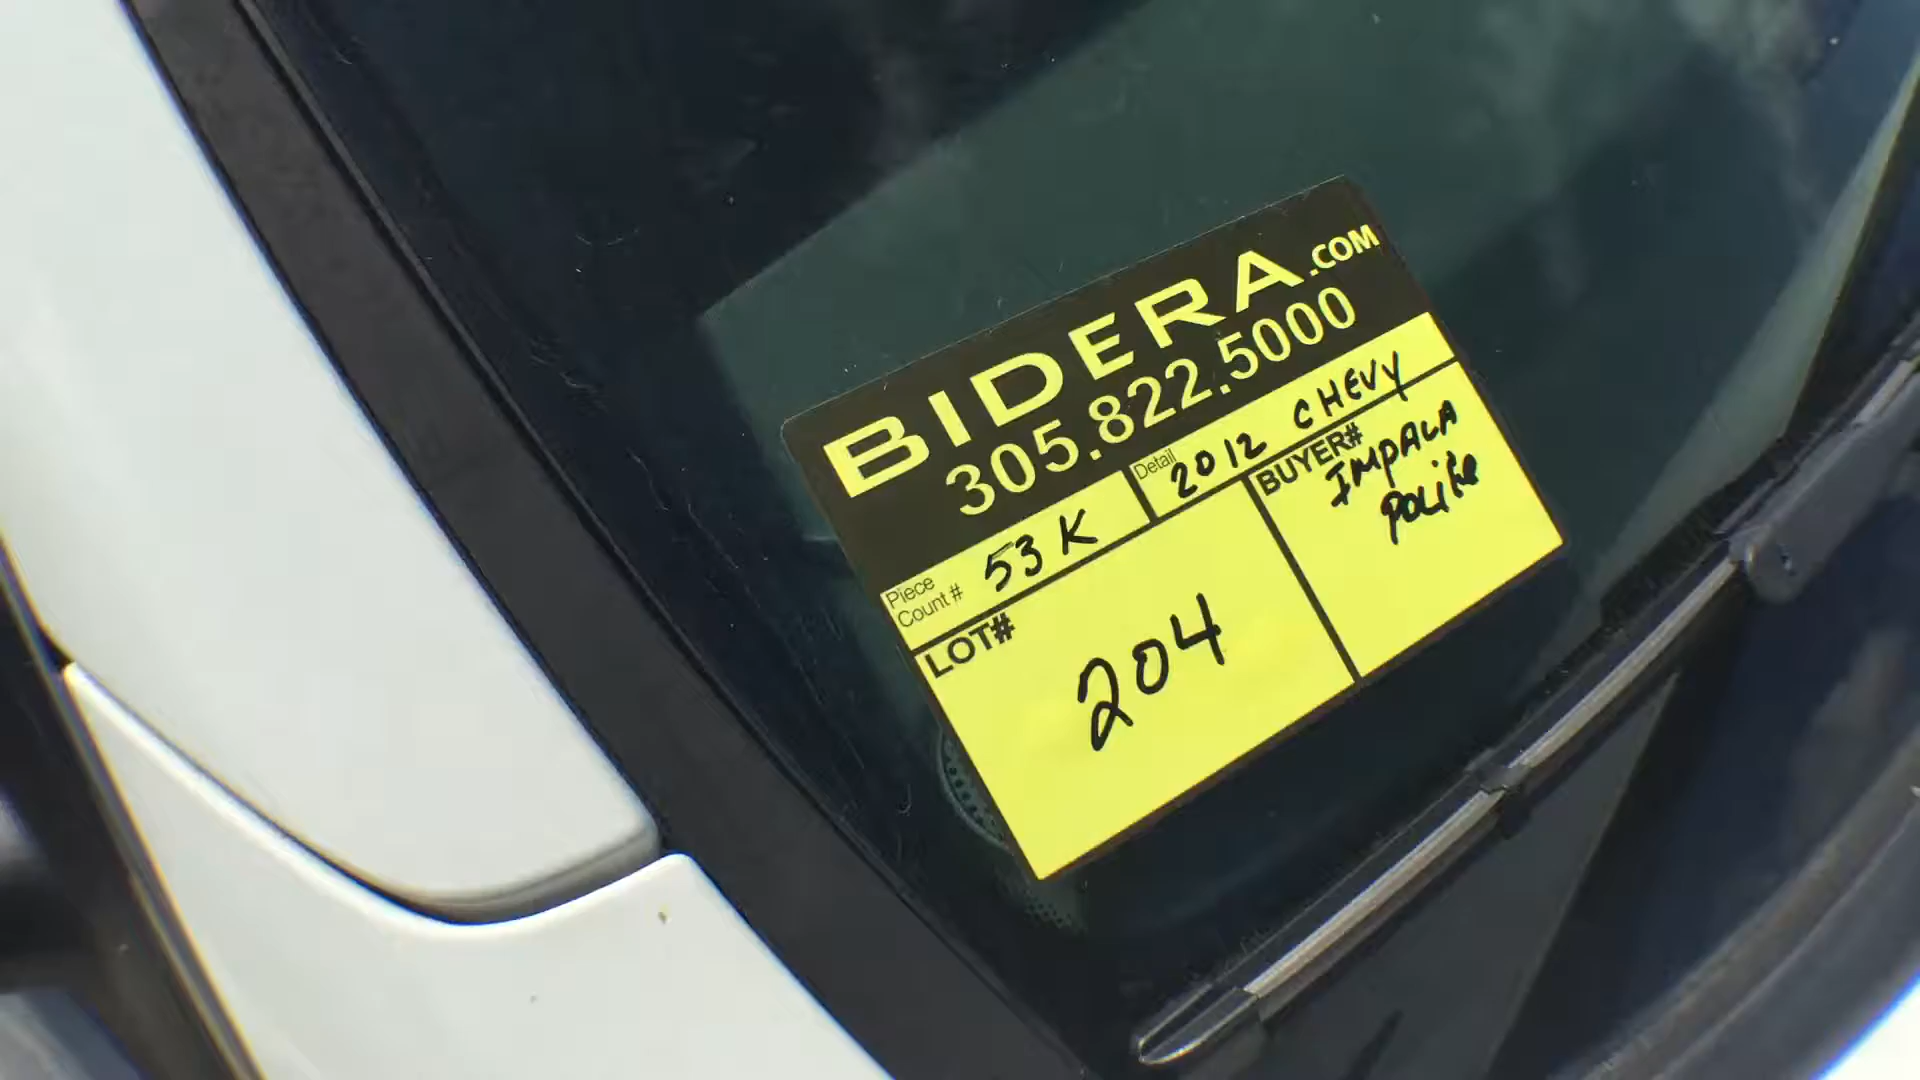 BIDERA.COM
305.822.5000
Piece Count # 53 K
Detail 2012 CHEVY
LOT# 204
BUYER# IMPALA
POLICE